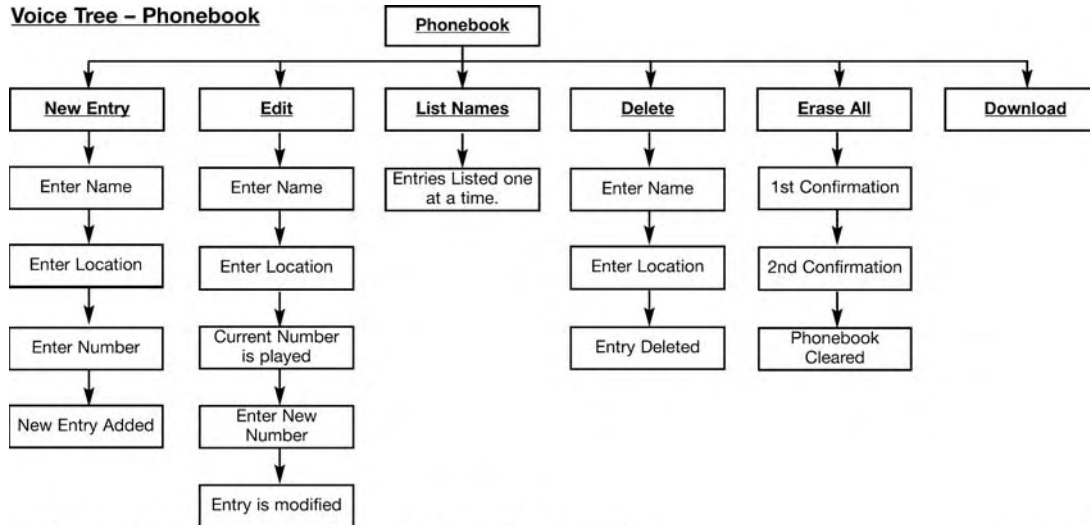 Voice Tree – Phonebook
Phonebook
New Entry
Edit
List Names
Delete
Erase All
Download
Enter Name
Enter Name
Entries Listed one
at a time.
Enter Name
1st Confirmation
Enter Location
Enter Location
Enter Location
2nd Confirmation
Enter Number
Current Number
is played
Entry Deleted
Phonebook
Cleared
New Entry Added
Enter New
Number
Entry is modified